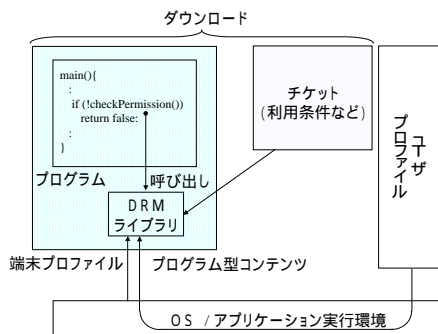 ダウンロード
main(){
:
if (!checkPermission())
return false:
:
}
プログラム
呼び出し
DRM
ライブラリ
チケット
(利用条件など)
ユーザ
プロファイル
端末プロファイル
プログラム型コンテンツ
OS /アプリケーション実行環境